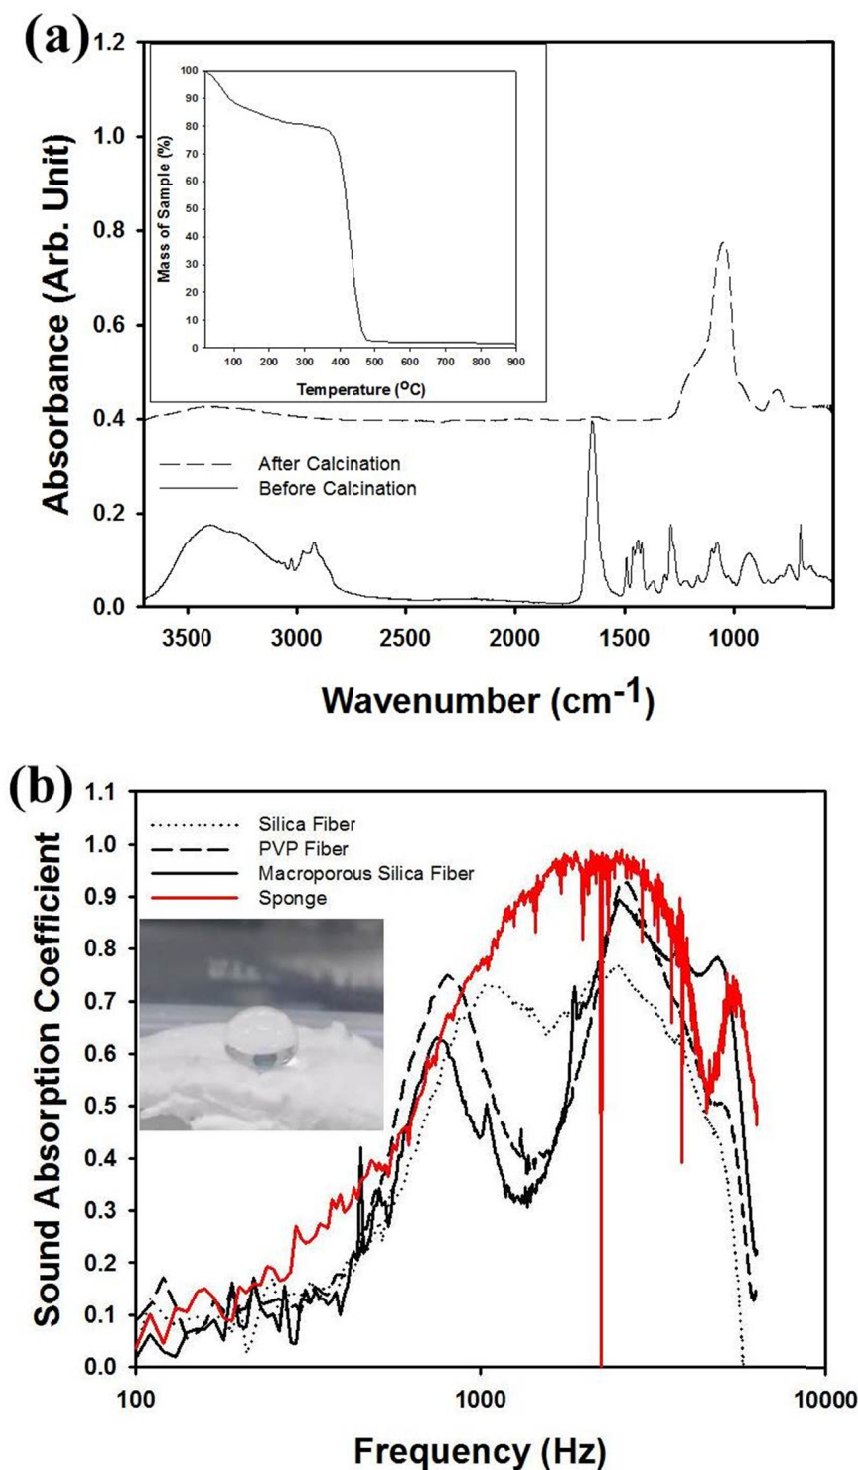 (a)
1.2
1.0
0.8
0.6
0.4
0.2
0.0
Absorbance (Arb. Unit)
100
90
80
70
60
50
40
30
20
10
0
Mass of Sample (%)
100 200 300 400 500 600 700 800 900
Temperature (°C)
After Calcination
Before Calcination
3500 3000 2500 2000 1500 1000
Wavenumber (cm⁻¹)
(b)
1.1
1.0
0.9
0.8
0.7
0.6
0.5
0.4
0.3
0.2
0.1
0.0
Sound Absorption Coefficient
Silica Fiber
PVP Fiber
Macroporous Silica Fiber
Sponge
100 1000 10000
Frequency (Hz)